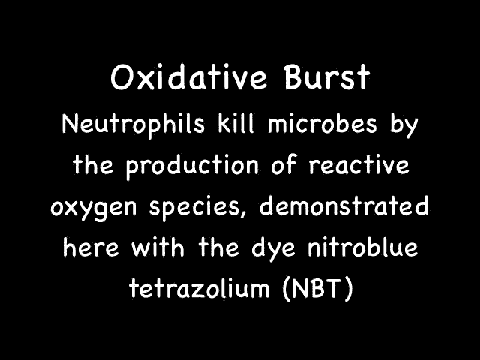 Oxidative Burst
Neutrophils kill microbes by
the production of reactive
oxygen species, demonstrated
here with the dye nitroblue
tetrazolium (NBT)